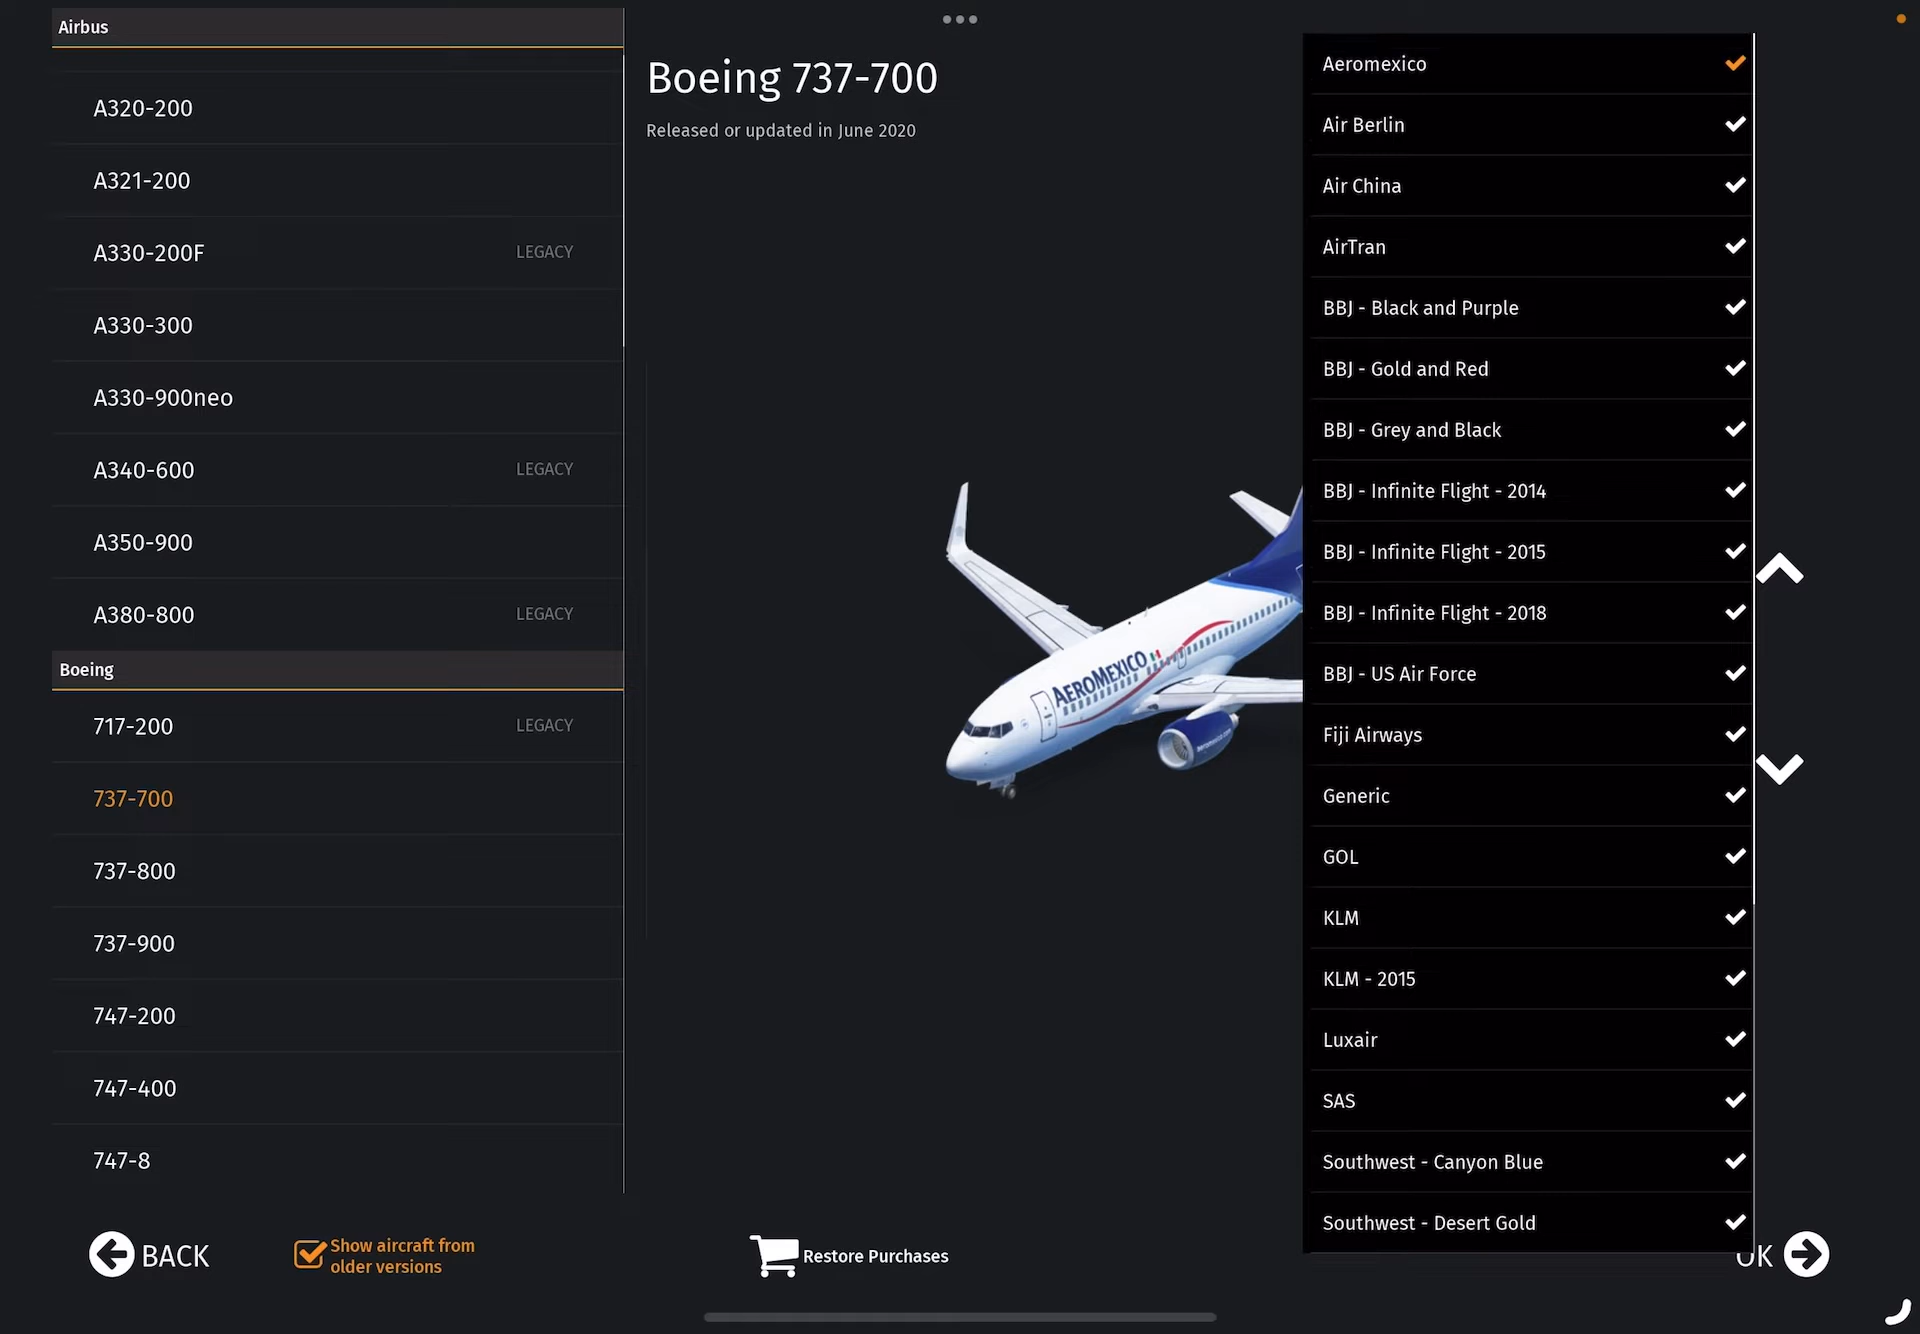 Airbus
A320-200
A321-200
A330-200F LEGACY
A330-300
A330-900neo
A340-600 LEGACY
A350-900
A380-800 LEGACY
Boeing
717-200 LEGACY
737-700
737-800
737-900
747-200
747-400
747-8
BACK
Show aircraft from
older versions
Boeing 737-700
Released or updated in June 2020
AEROMEXICO
Restore Purchases
Aeromexico
Air Berlin
Air China
AirTran
BBJ - Black and Purple
BBJ - Gold and Red
BBJ - Grey and Black
BBJ - Infinite Flight - 2014
BBJ - Infinite Flight - 2015
BBJ - Infinite Flight - 2018
BBJ - US Air Force
Fiji Airways
Generic
GOL
KLM
KLM - 2015
Luxair
SAS
Southwest - Canyon Blue
Southwest - Desert Gold
OK